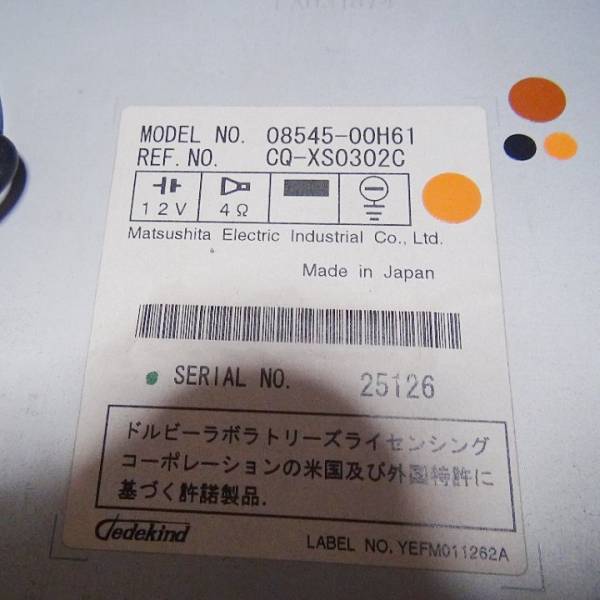 MODEL NO. 08545-00H61
REF. NO. CQ-XS0302C
12V 4Ω
Matsushita Electric Industrial Co., Ltd.
Made in Japan
SERIAL NO. 25126
ドルビーラボラトリーズライセンシング
コーポレーションの米国及び外国特許に
基づく許諾製品.
Dedekind
LABEL NO. YEFM011262A